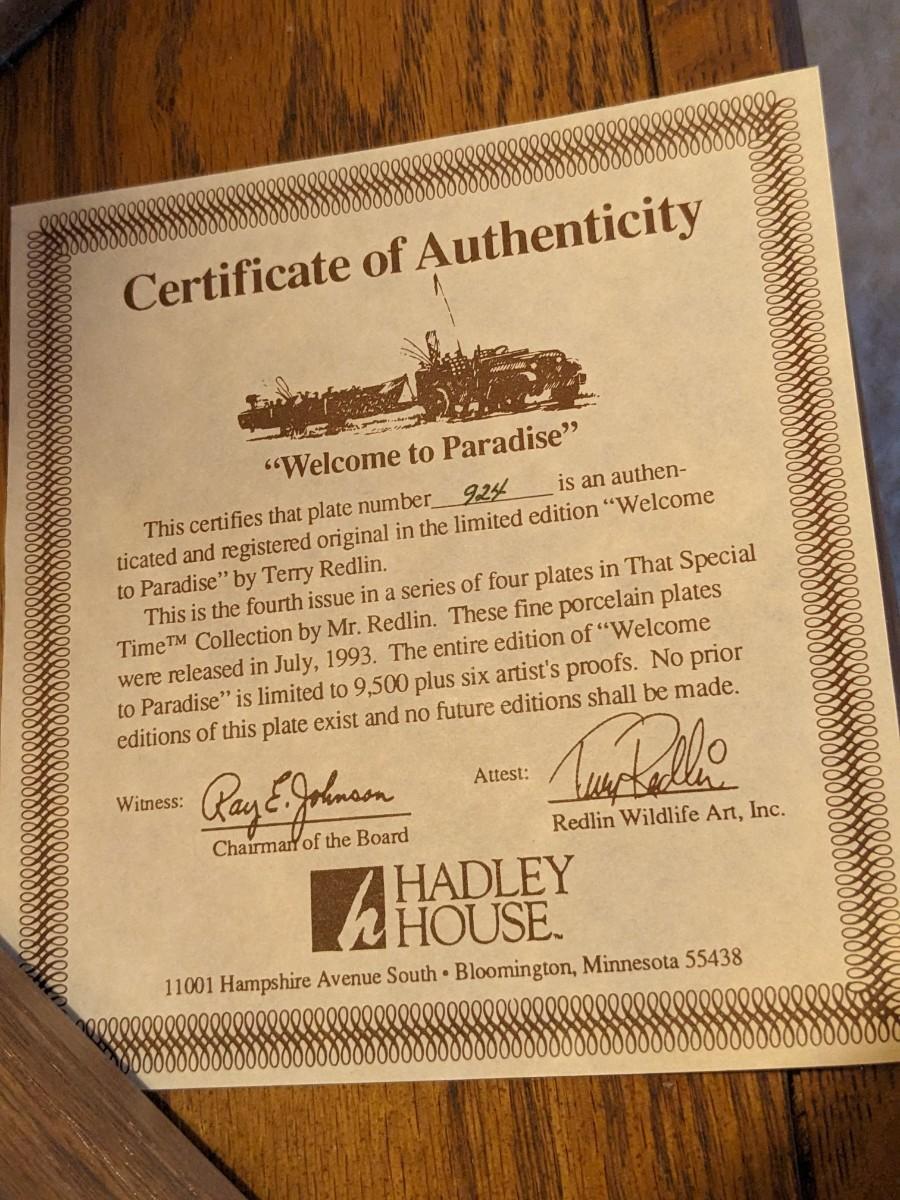 Certificate of Authenticity
“Welcome to Paradise”
This certifies that plate number 924 is an authen-
ticated and registered original in the limited edition “Welcome
to Paradise” by Terry Redlin.
This is the fourth issue in a series of four plates in That Special
Time™ Collection by Mr. Redlin. These fine porcelain plates
were released in July, 1993. The entire edition of “Welcome
to Paradise” is limited to 9,500 plus six artist's proofs. No prior
editions of this plate exist and no future editions shall be made.
Witness: Ray E. Johnson
Chairman of the Board
Attest: Terry Redlin
Redlin Wildlife Art, Inc.
h HADLEY
HOUSE™
11001 Hampshire Avenue South • Bloomington, Minnesota 55438